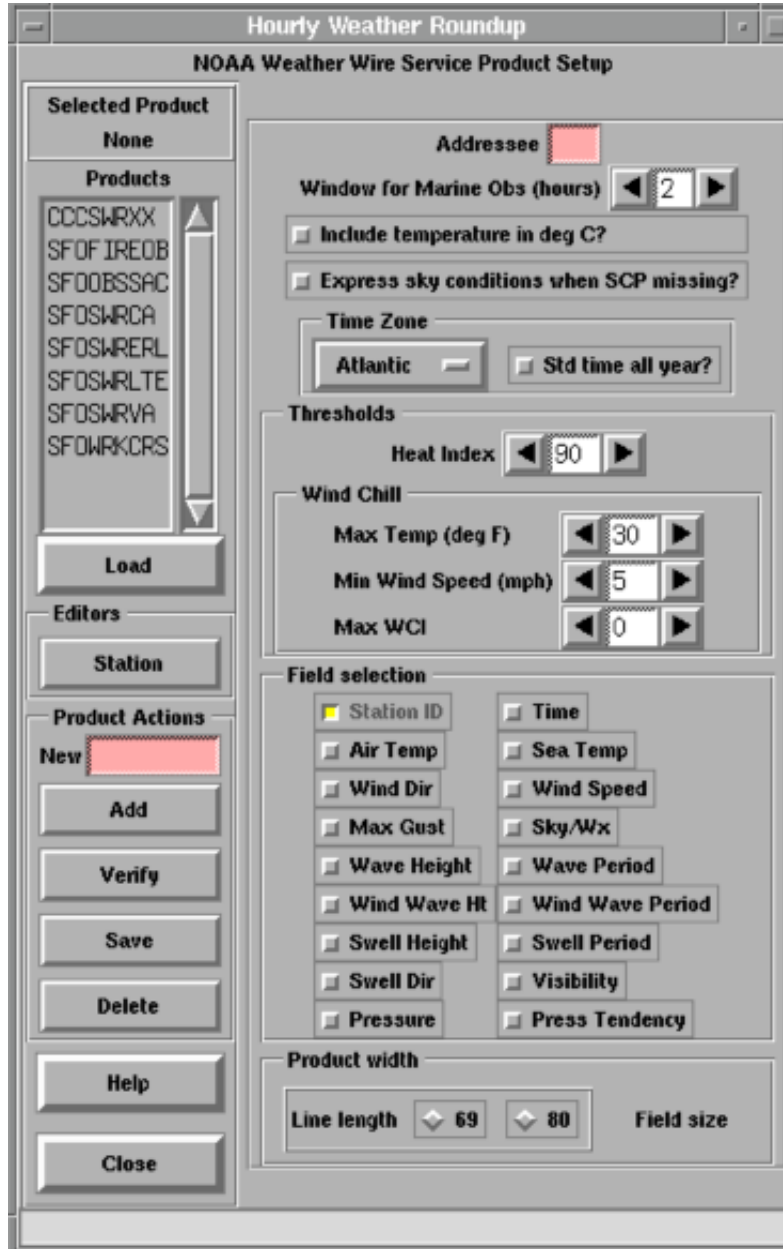 Hourly Weather Roundup
NOAA Weather Wire Service Product Setup
Selected Product
None
Products
CCCSWRXX
SFOFIREOB
SFOOBSSAC
SFOSWRCA
SFOSWRERL
SFOSWRLTE
SFOSWRVA
SFOWRKCRS
Load
Editors
Station
Product Actions
New
Add
Verify
Save
Delete
Help
Close
Addressee
Window for Marine Obs (hours) 2
Include temperature in deg C?
Express sky conditions when SCP missing?
Time Zone
Atlantic Std time all year?
Thresholds
Heat Index 90
Wind Chill
Max Temp (deg F) 30
Min Wind Speed (mph) 5
Max WCI 0
Field selection
Station ID Time
Air Temp Sea Temp
Wind Dir Wind Speed
Max Gust Sky/Wx
Wave Height Wave Period
Wind Wave Ht Wind Wave Period
Swell Height Swell Period
Swell Dir Visibility
Pressure Press Tendency
Product width
Line length 69 80 Field size